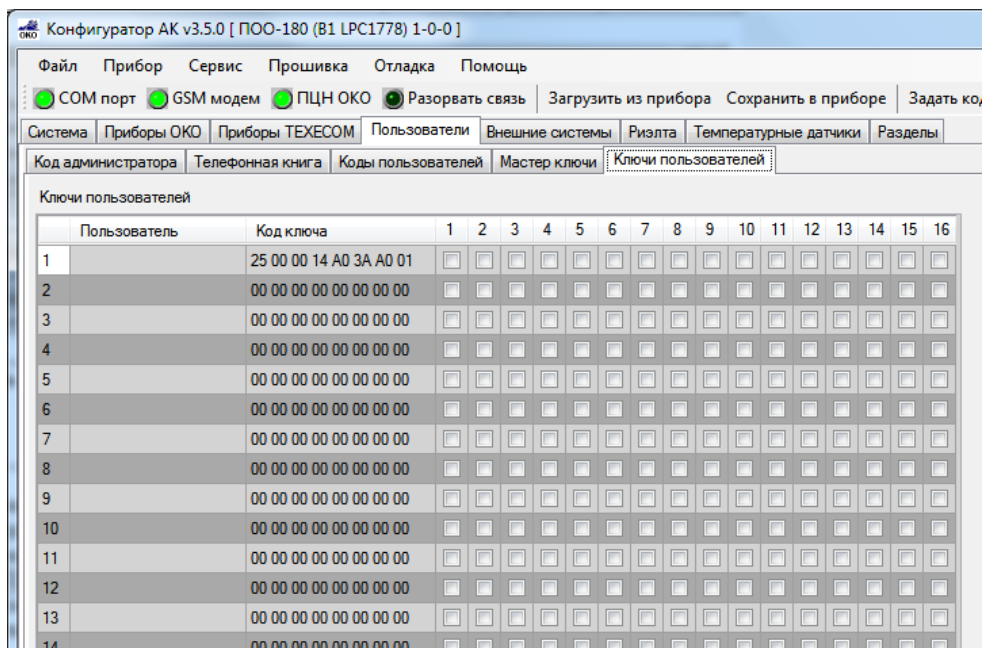 Конфигуратор АК v3.5.0 [ ПОО-180 (B1 LPC1778) 1-0-0 ]
Файл Прибор Сервис Прошивка Отладка Помощь
COM порт GSM модем ПЦН ОКО Разорвать связь Загрузить из прибора Сохранить в приборе Задать код
Система Приборы ОКО Приборы TEXECOM Пользователи Внешние системы Риэлта Температурные датчики Разделы
Код администратора Телефонная книга Коды пользователей Мастер ключи Ключи пользователей
Ключи пользователей
Пользователь Код ключа 1 2 3 4 5 6 7 8 9 10 11 12 13 14 15 16
1 25 00 00 14 A0 3A A0 01
2 00 00 00 00 00 00 00 00
3 00 00 00 00 00 00 00 00
4 00 00 00 00 00 00 00 00
5 00 00 00 00 00 00 00 00
6 00 00 00 00 00 00 00 00
7 00 00 00 00 00 00 00 00
8 00 00 00 00 00 00 00 00
9 00 00 00 00 00 00 00 00
10 00 00 00 00 00 00 00 00
11 00 00 00 00 00 00 00 00
12 00 00 00 00 00 00 00 00
13 00 00 00 00 00 00 00 00
14 00 00 00 00 00 00 00 00